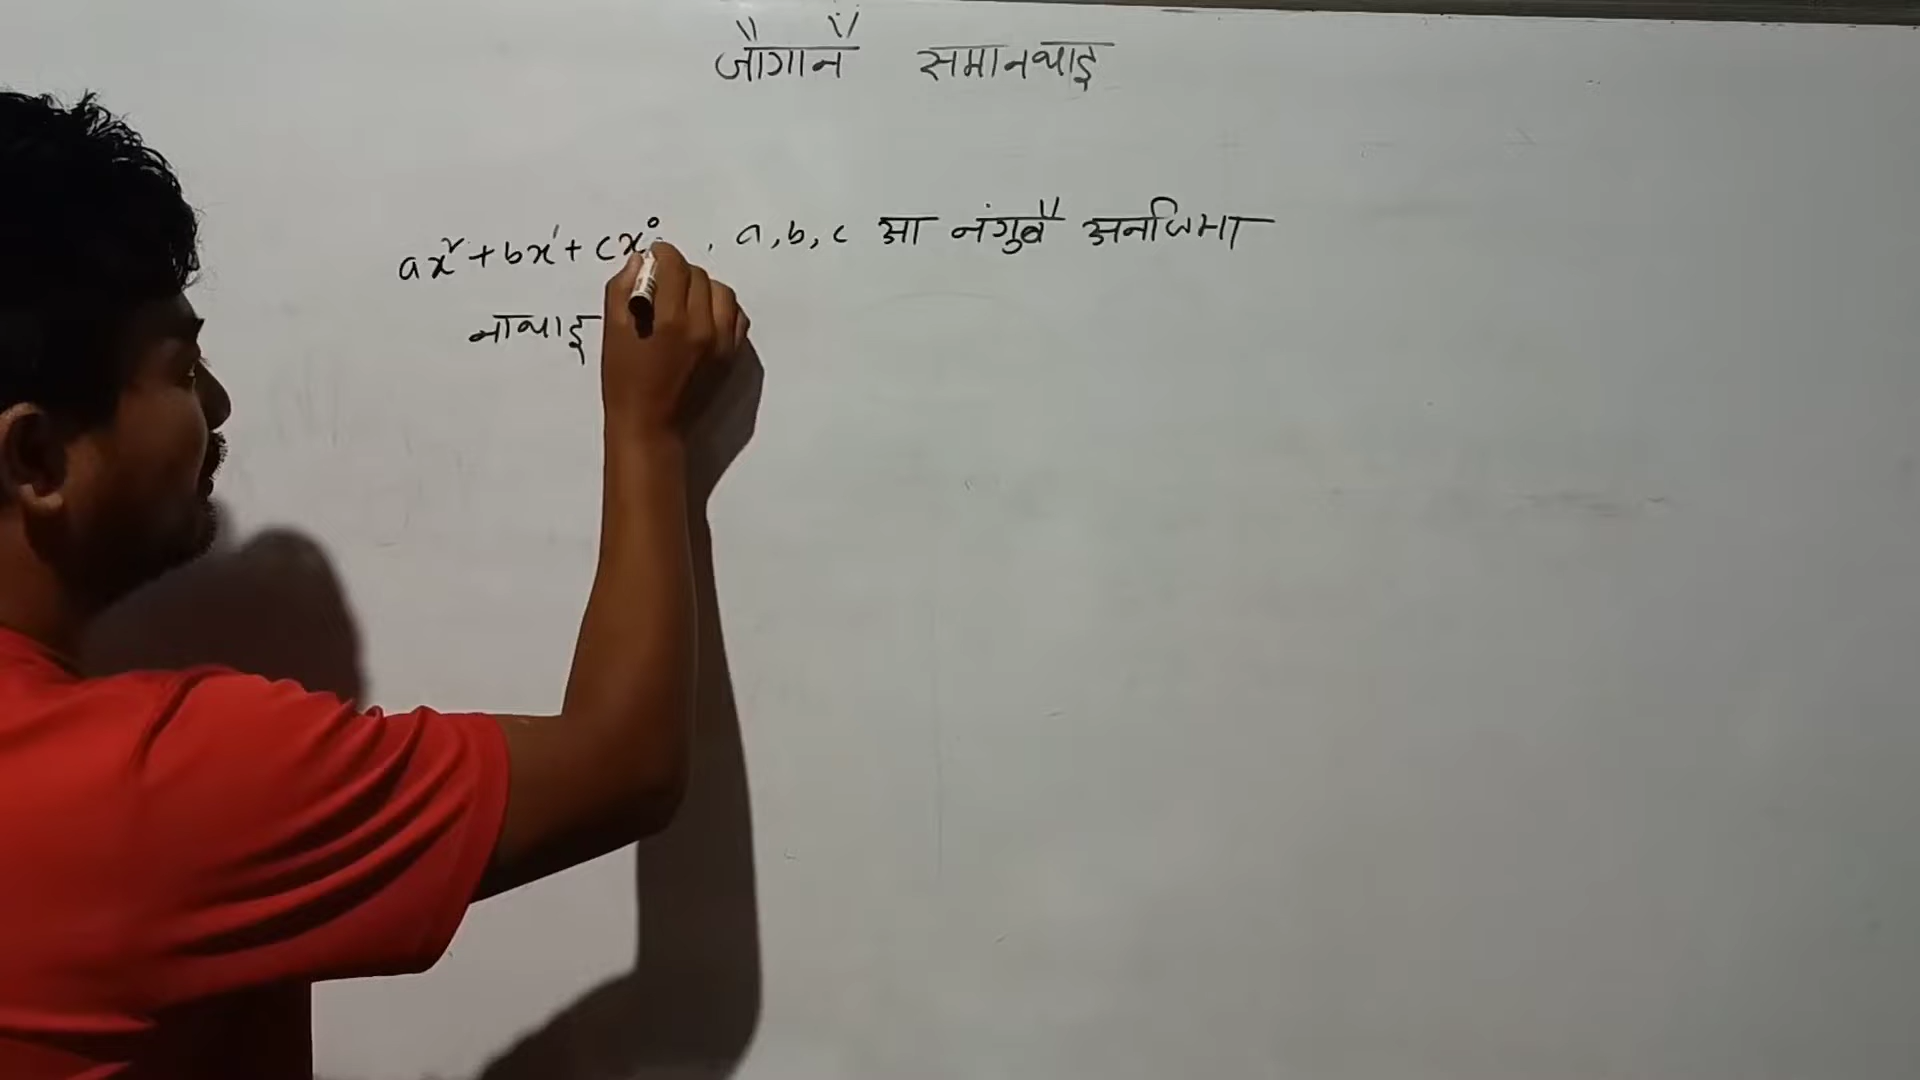 जौगानै समानथाइ
ax² + bx¹ + cx⁰, a, b, c आ नंगुबै अनजिमा
नाथाइ